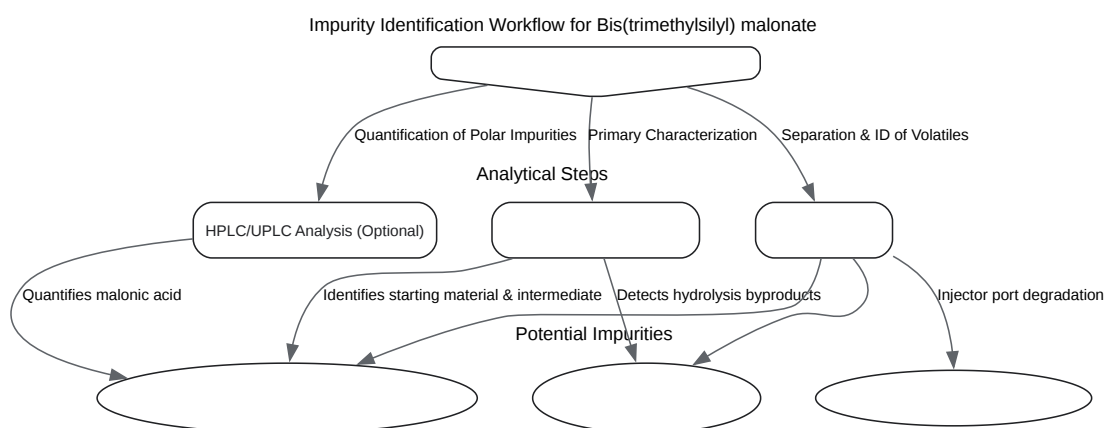 Impurity Identification Workflow for Bis(trimethylsilyl) malonate
Quantification of Polar Impurities
Primary Characterization
Separation & ID of Volatiles
Analytical Steps
HPLC/UPLC Analysis (Optional)
Quantifies malonic acid
Identifies starting material & intermediate
Detects hydrolysis byproducts
Injector port degradation
Potential Impurities